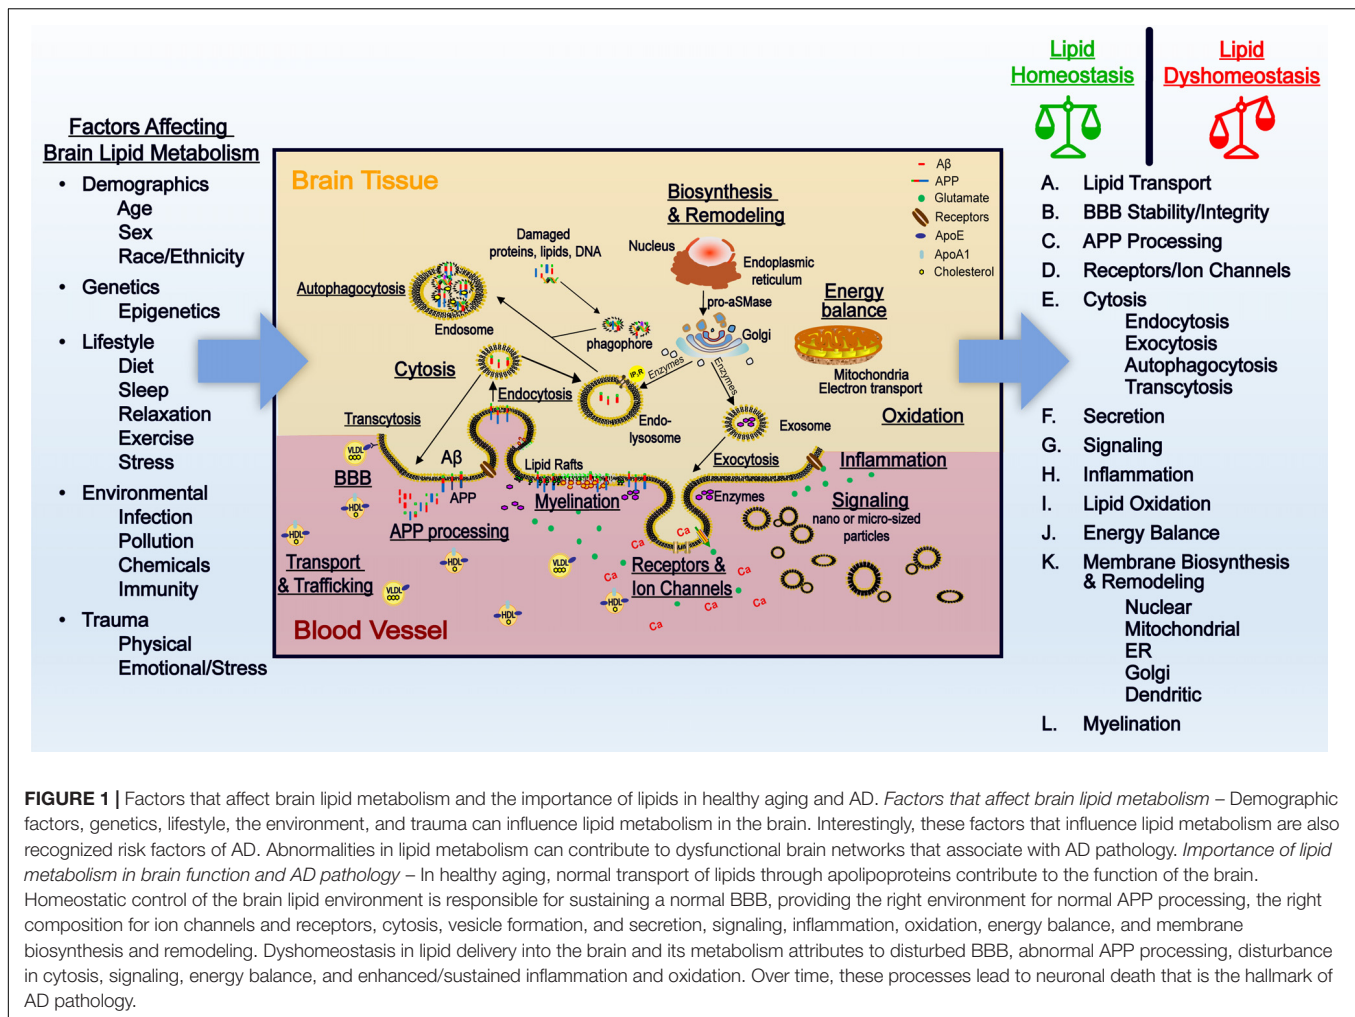 Factors Affecting
Brain Lipid Metabolism
• Demographics
Age
Sex
Race/Ethnicity
• Genetics
Epigenetics
• Lifestyle
Diet
Sleep
Relaxation
Exercise
Stress
• Environmental
Infection
Pollution
Chemicals
Immunity
• Trauma
Physical
Emotional/Stress
Brain Tissue
Biosynthesis
& Remodeling
Aβ
APP
Glutamate
Receptors
ApoE
ApoA1
Cholesterol
Damaged
proteins, lipids, DNA
Nucleus
Endoplasmic
reticulum
Autophagocytosis
Endosome
pro-aSMase
Golgi
Energy
balance
phagophore
Mitochondria
Electron transport
Cytosis
Endocytosis
IP₃R
Enzymes
Enzymes
Transcytosis
Endo-
lysosome
Exosome
Oxidation
VLDL
Aβ
Lipid Rafts
Exocytosis
Inflammation
BBB
APP
Myelination
Enzymes
Signaling
nano or micro-sized
particles
HDL
APP processing
Ca
Ca
HDL
Transport
& Trafficking
HDL
VLDL
Receptors &
Ion Channels
Ca
Ca
VLDL
HDL
HDL
Ca
Ca
Ca
Blood Vessel
Lipid
Homeostasis
Lipid
Dyshomeostasis
A. Lipid Transport
B. BBB Stability/Integrity
C. APP Processing
D. Receptors/Ion Channels
E. Cytosis
Endocytosis
Exocytosis
Autophagocytosis
Transcytosis
F. Secretion
G. Signaling
H. Inflammation
I. Lipid Oxidation
J. Energy Balance
K. Membrane Biosynthesis
& Remodeling
Nuclear
Mitochondrial
ER
Golgi
Dendritic
L. Myelination
FIGURE 1 | Factors that affect brain lipid metabolism and the importance of lipids in healthy aging and AD. Factors that affect brain lipid metabolism – Demographic
factors, genetics, lifestyle, the environment, and trauma can influence lipid metabolism in the brain. Interestingly, these factors that influence lipid metabolism are also
recognized risk factors of AD. Abnormalities in lipid metabolism can contribute to dysfunctional brain networks that associate with AD pathology. Importance of lipid
metabolism in brain function and AD pathology – In healthy aging, normal transport of lipids through apolipoproteins contribute to the function of the brain.
Homeostatic control of the brain lipid environment is responsible for sustaining a normal BBB, providing the right environment for normal APP processing, the right
composition for ion channels and receptors, cytosis, vesicle formation, and secretion, signaling, inflammation, oxidation, energy balance, and membrane
biosynthesis and remodeling. Dyshomeostasis in lipid delivery into the brain and its metabolism attributes to disturbed BBB, abnormal APP processing, disturbance
in cytosis, signaling, energy balance, and enhanced/sustained inflammation and oxidation. Over time, these processes lead to neuronal death that is the hallmark of
AD pathology.